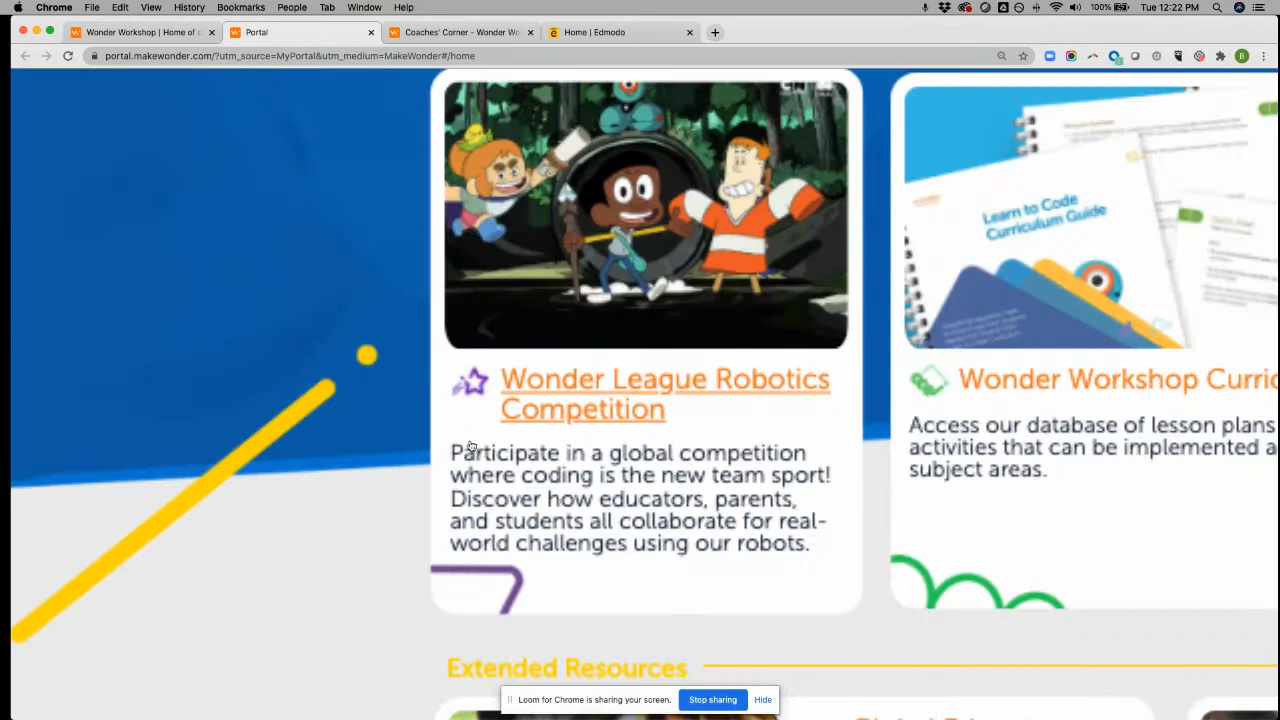 Chrome File Edit View History Bookmarks People Tab Window Help 100% Tue 12:22 PM
Wonder Workshop | Home of c Portal Coaches' Corner - Wonder Wo Home | Edmodo
portal.makewonder.com/?utm_source=MyPortal&utm_medium=MakeWonder#/home
Learn to Code
Curriculum Guide
Wonder League Robotics
Competition
Participate in a global competition
where coding is the new team sport!
Discover how educators, parents,
and students all collaborate for real-
world challenges using our robots.
Wonder Workshop Curric
Access our database of lesson plans
activities that can be implemented a
subject areas.
Extended Resources
Loom for Chrome is sharing your screen. Stop sharing Hide